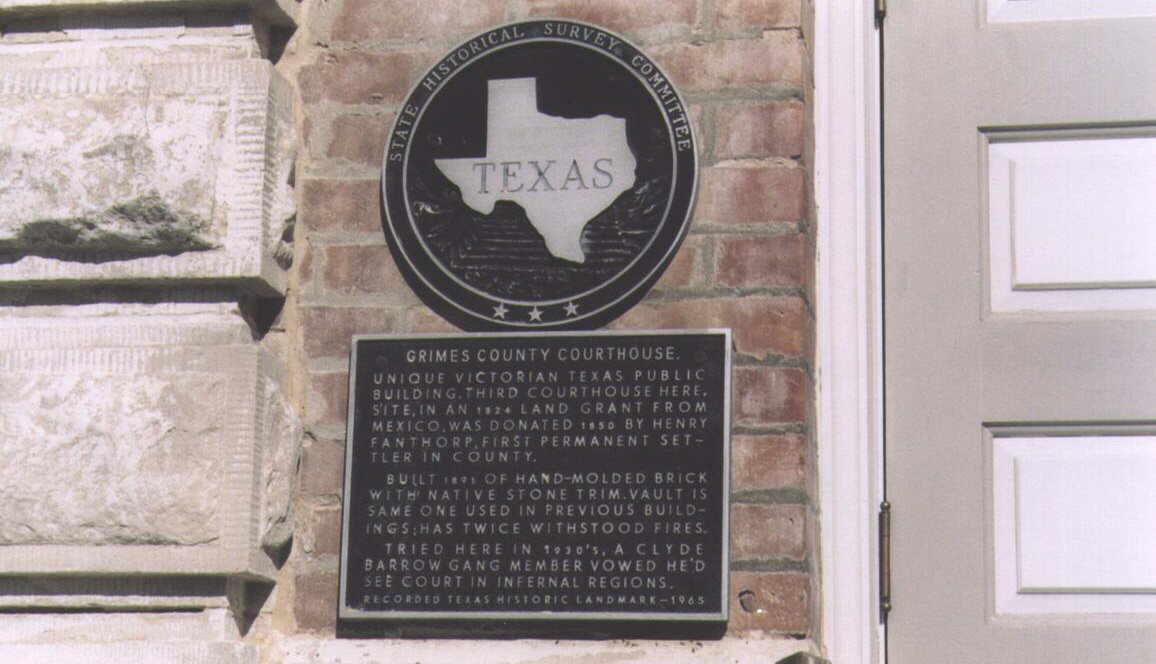 STATE HISTORICAL SURVEY COMMITTEE
TEXAS
GRIMES COUNTY COURTHOUSE.
UNIQUE VICTORIAN TEXAS PUBLIC
BUILDING. THIRD COURTHOUSE HERE.
SITE, IN AN 1824 LAND GRANT FROM
MEXICO, WAS DONATED 1850 BY HENRY
FANTHORP, FIRST PERMANENT SET-
TLER IN COUNTY.
BUILT 1891 OF HAND-MOLDED BRICK
WITH NATIVE STONE TRIM. VAULT IS
SAME ONE USED IN PREVIOUS BUILD-
INGS; HAS TWICE WITHSTOOD FIRES.
TRIED HERE IN 1930'S, A CLYDE
BARROW GANG MEMBER VOWED HE'D
SEE COURT IN INFERNAL REGIONS.
RECORDED TEXAS HISTORIC LANDMARK-1965